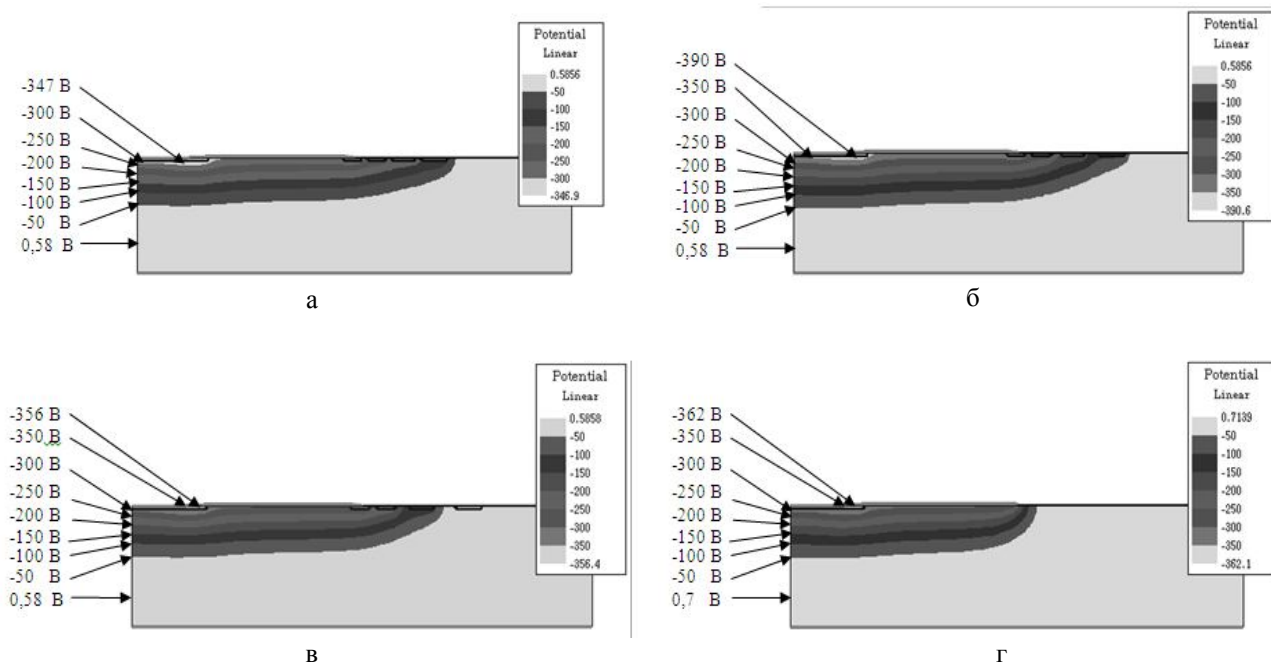 Potential
Linear
0.5856
-50
-100
-150
-200
-250
-300
-346.9
-347 В
-300 В
-250 В
-200 В
-150 В
-100 В
-50 В
0,58 В
а
Potential
Linear
0.5856
-50
-100
-150
-200
-250
-300
-350
-390.6
-390 В
-350 В
-300 В
-250 В
-200 В
-150 В
-100 В
-50 В
0,58 В
б
Potential
Linear
0.5858
-50
-100
-150
-200
-250
-300
-350
-356.4
-356 В
-350 В
-300 В
-250 В
-200 В
-150 В
-100 В
-50 В
0,58 В
в
Potential
Linear
0.7139
-50
-100
-150
-200
-250
-300
-350
-362.1
-362 В
-350 В
-300 В
-250 В
-200 В
-150 В
-100 В
-50 В
0,7 В
г